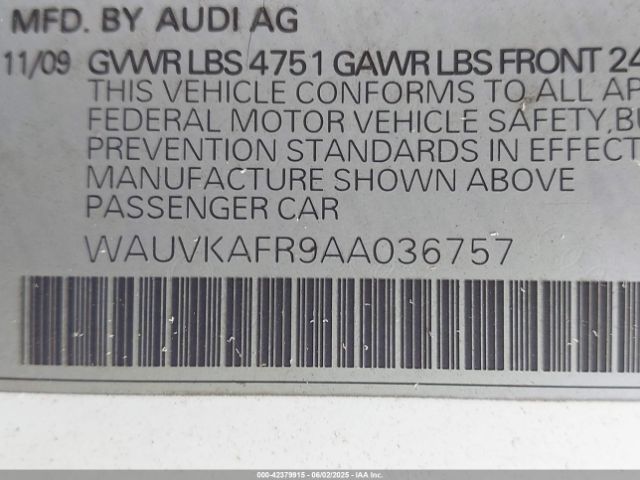 MFD. BY AUDI AG
11/09 GVWR LBS 4751 GAWR LBS FRONT 24
THIS VEHICLE CONFORMS TO ALL AP
FEDERAL MOTOR VEHICLE SAFETY, BU
PREVENTION STANDARDS IN EFFECT
MANUFACTURE SHOWN ABOVE
PASSENGER CAR
WAUVKAFR9AA036757
000-42379915 - 06/02/2025 - IAAI, Inc.